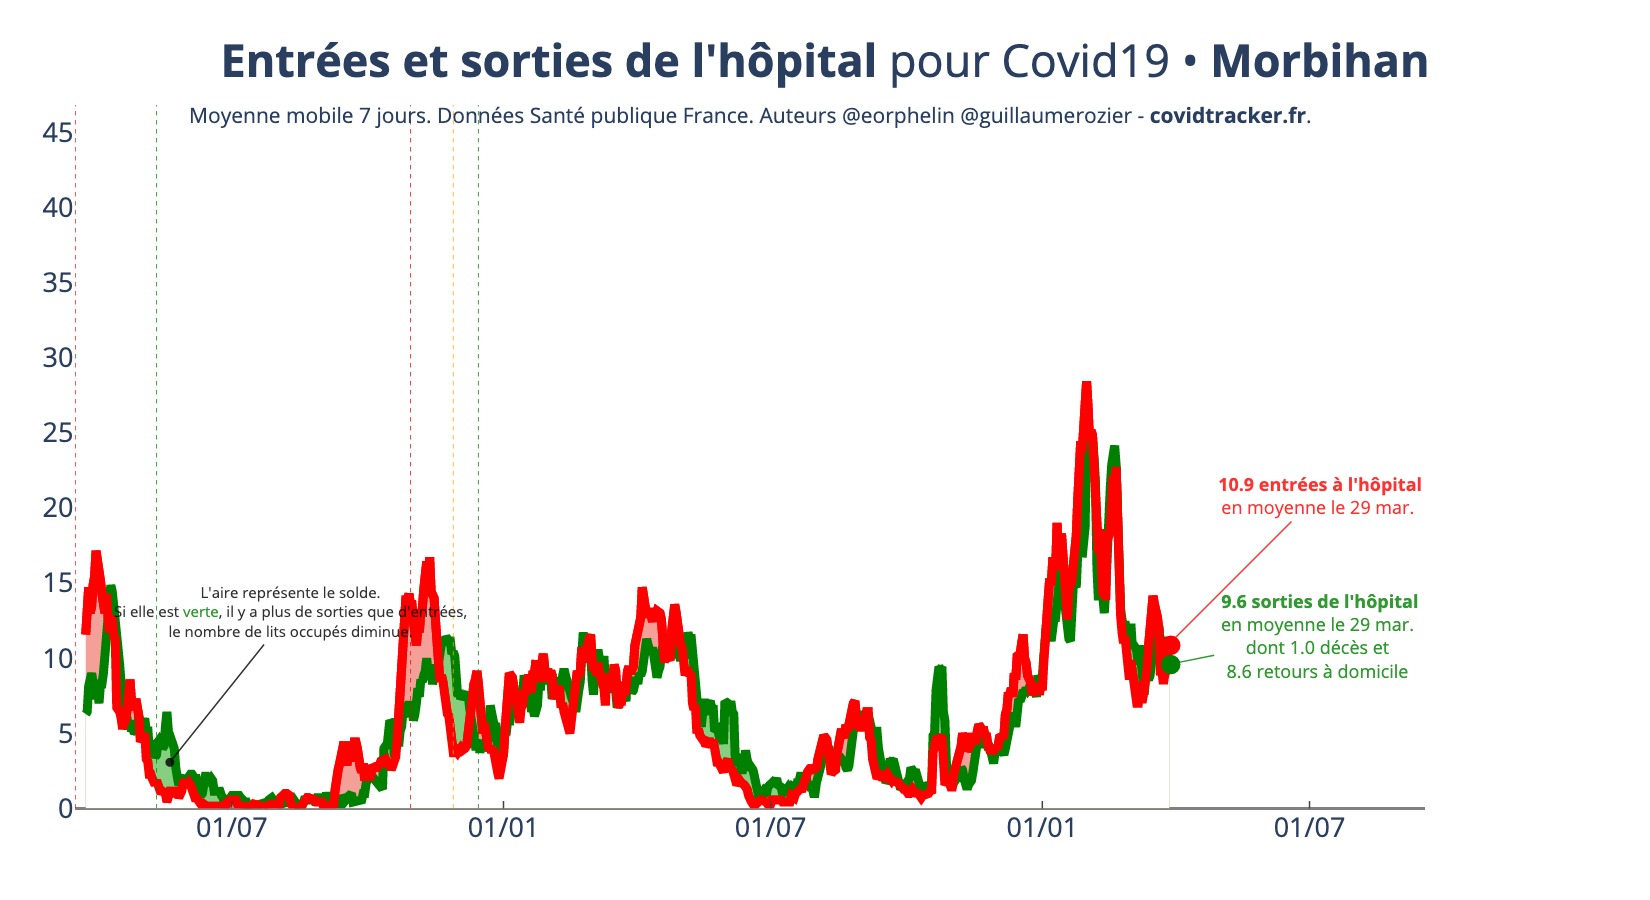 Entrées et sorties de l'hôpital pour Covid19 • Morbihan
Moyenne mobile 7 jours. Données Santé publique France. Auteurs @eorphelin @guillaumerozier - covidtracker.fr.
45
40
35
30
25
20
15
10
5
0
L'aire représente le solde.
Si elle est verte, il y a plus de sorties que d'entrées,
le nombre de lits occupés diminue.
10.9 entrées à l'hôpital
en moyenne le 29 mar.
9.6 sorties de l'hôpital
en moyenne le 29 mar.
dont 1.0 décès et
8.6 retours à domicile
01/07
01/01
01/07
01/01
01/07